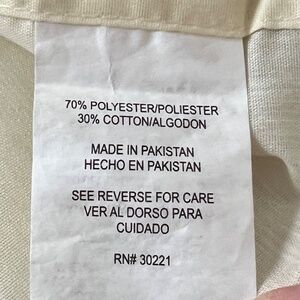 70% POLYESTER/POLIESTER
30% COTTON/ALGODON
MADE IN PAKISTAN
HECHO EN PAKISTAN
SEE REVERSE FOR CARE
VER AL DORSO PARA
CUIDADO
RN# 30221